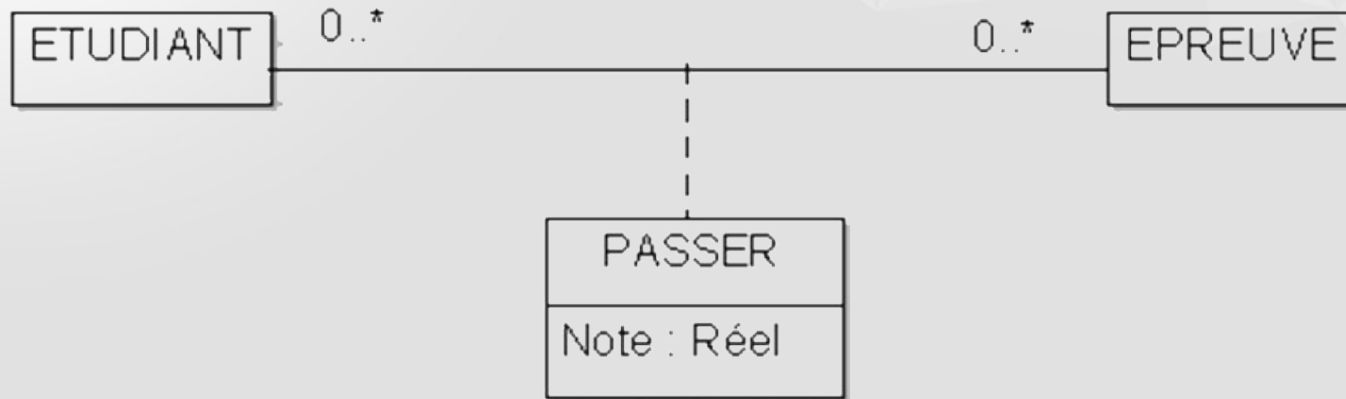 ETUDIANT
0..*
0..*
EPREUVE
PASSER
Note : Réel